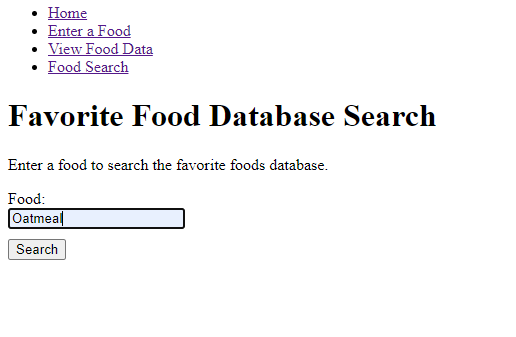 Home
Enter a Food
View Food Data
Food Search
Favorite Food Database Search
Enter a food to search the favorite foods database.
Food:
Oatmeal
Search